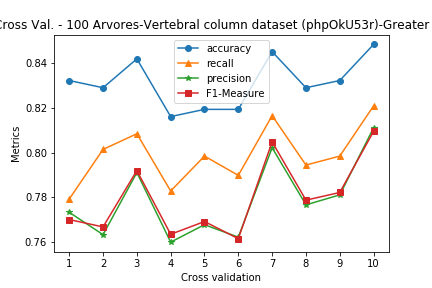 Cross Val. - 100 Arvores-Vertebral column dataset (phpOkU53r)-Greater
accuracy
recall
precision
F1-Measure
Metrics
0.84
0.82
0.80
0.78
0.76
1 2 3 4 5 6 7 8 9 10
Cross validation